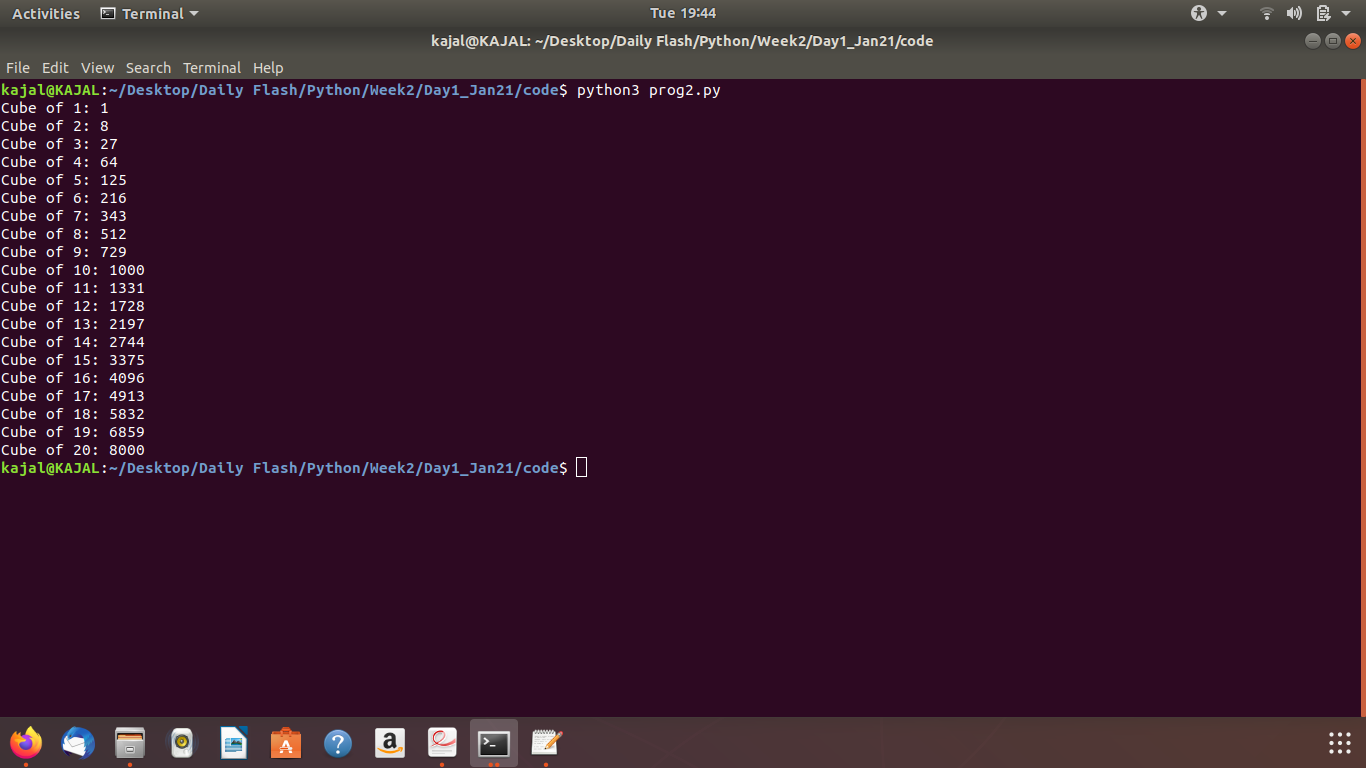 Activities Terminal Tue 19:44
kajal@KAJAL: ~/Desktop/Daily Flash/Python/Week2/Day1_Jan21/code
File Edit View Search Terminal Help
kajal@KAJAL:~/Desktop/Daily Flash/Python/Week2/Day1_Jan21/code$ python3 prog2.py
Cube of 1: 1
Cube of 2: 8
Cube of 3: 27
Cube of 4: 64
Cube of 5: 125
Cube of 6: 216
Cube of 7: 343
Cube of 8: 512
Cube of 9: 729
Cube of 10: 1000
Cube of 11: 1331
Cube of 12: 1728
Cube of 13: 2197
Cube of 14: 2744
Cube of 15: 3375
Cube of 16: 4096
Cube of 17: 4913
Cube of 18: 5832
Cube of 19: 6859
Cube of 20: 8000
kajal@KAJAL:~/Desktop/Daily Flash/Python/Week2/Day1_Jan21/code$